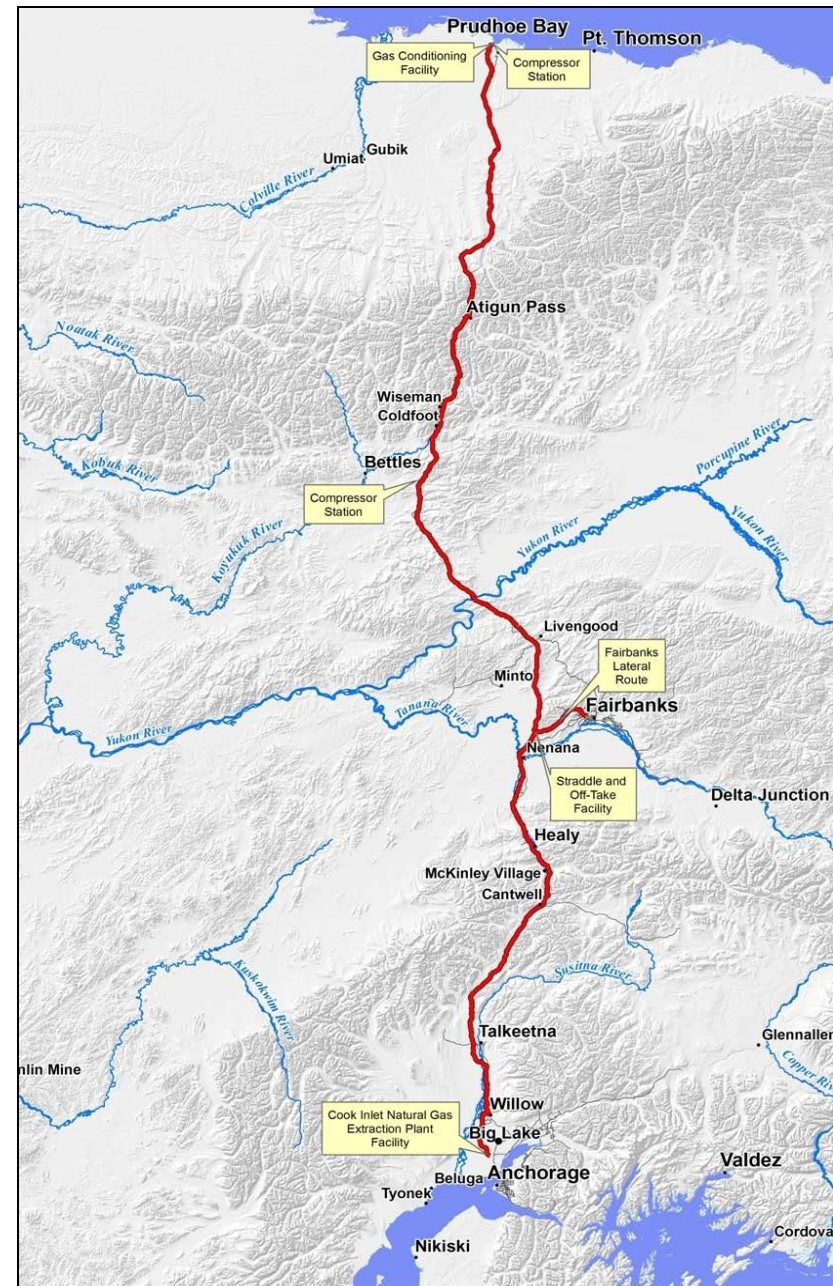 Prudhoe Bay
Pt. Thomson
Gas Conditioning
Facility
Compressor
Station
Gubik
Umiat
Colville River
Atigun Pass
Noatak River
Wiseman
Coldfoot
Kobuk River
Bettles
Porcupine River
Compressor
Station
Koyukuk River
Yukon River
Yukon River
Livengood
Fairbanks
Lateral
Route
Minto
Fairbanks
Tanana River
Yukon River
Nenana
Straddle and
Off-Take
Facility
Delta Junction
Healy
McKinley Village
Cantwell
Kuskokwim River
Susitna River
Talkeetna
Glennallen
Copper Riv
nlin Mine
Cook Inlet Natural Gas
Extraction Plant
Facility
Willow
Big Lake
Beluga
Anchorage
Valdez
Tyonek
Cordova
Nikiski